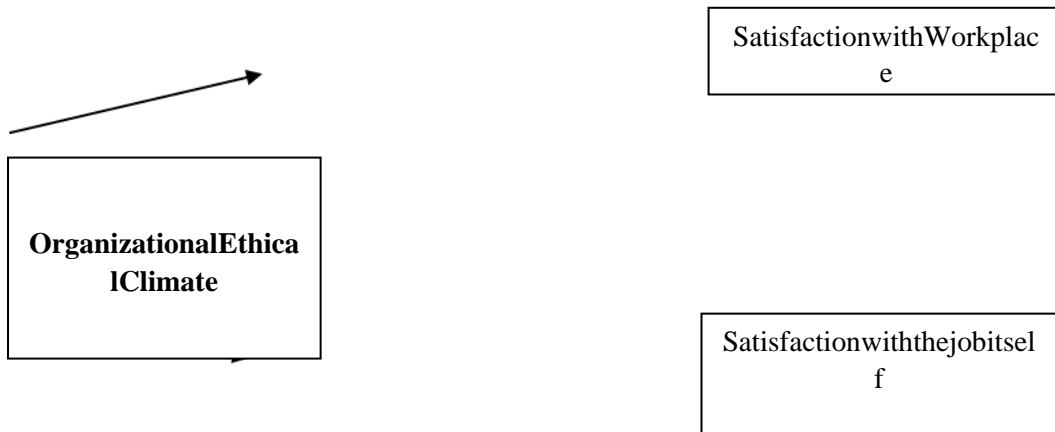 SatisfactionwithWorkplac
e
OrganizationalEthica
lClimate
Satisfactionwiththejobitsel
f